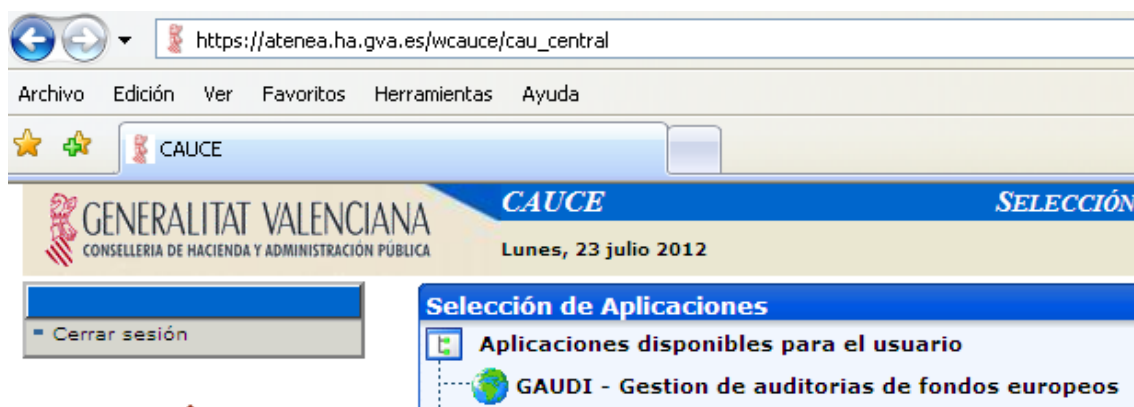 https://atenea.ha.gva.es/wcauce/cau_central
Archivo Edición Ver Favoritos Herramientas Ayuda
CAUCE
GENERALITAT VALENCIANA
CONSELLERIA DE HACIENDA Y ADMINISTRACIÓN PÚBLICA
CAUCE SELECCIÓN
Lunes, 23 julio 2012
Cerrar sesión
Selección de Aplicaciones
Aplicaciones disponibles para el usuario
GAUDI - Gestion de auditorias de fondos europeos